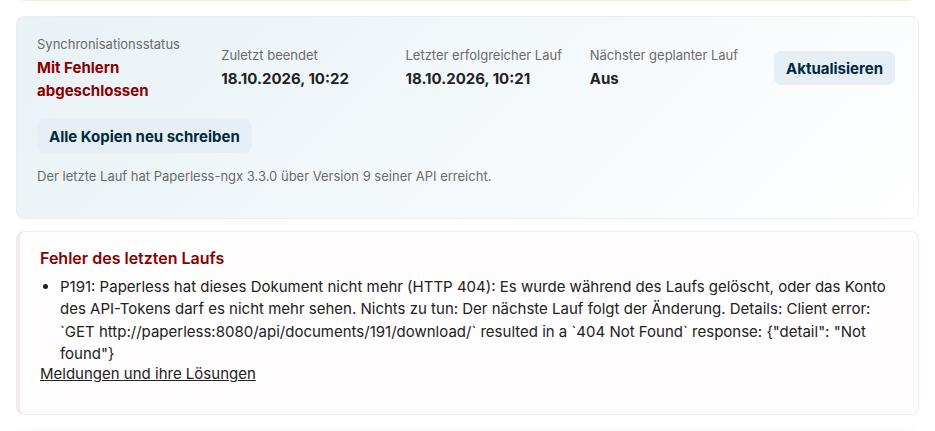 Synchronisationsstatus
Mit Fehlern
abgeschlossen
Zuletzt beendet
18.10.2026, 10:22
Letzter erfolgreicher Lauf
18.10.2026, 10:21
Nächster geplanter Lauf
Aus
Aktualisieren
Alle Kopien neu schreiben
Der letzte Lauf hat Paperless-ngx 3.3.0 über Version 9 seiner API erreicht.
Fehler des letzten Laufs
• P191: Paperless hat dieses Dokument nicht mehr (HTTP 404): Es wurde während des Laufs gelöscht, oder das Konto
des API-Tokens darf es nicht mehr sehen. Nichts zu tun: Der nächste Lauf folgt der Änderung. Details: Client error:
`GET http://paperless:8080/api/documents/191/download/` resulted in a `404 Not Found` response: {"detail": "Not
found"}
Meldungen und ihre Lösungen